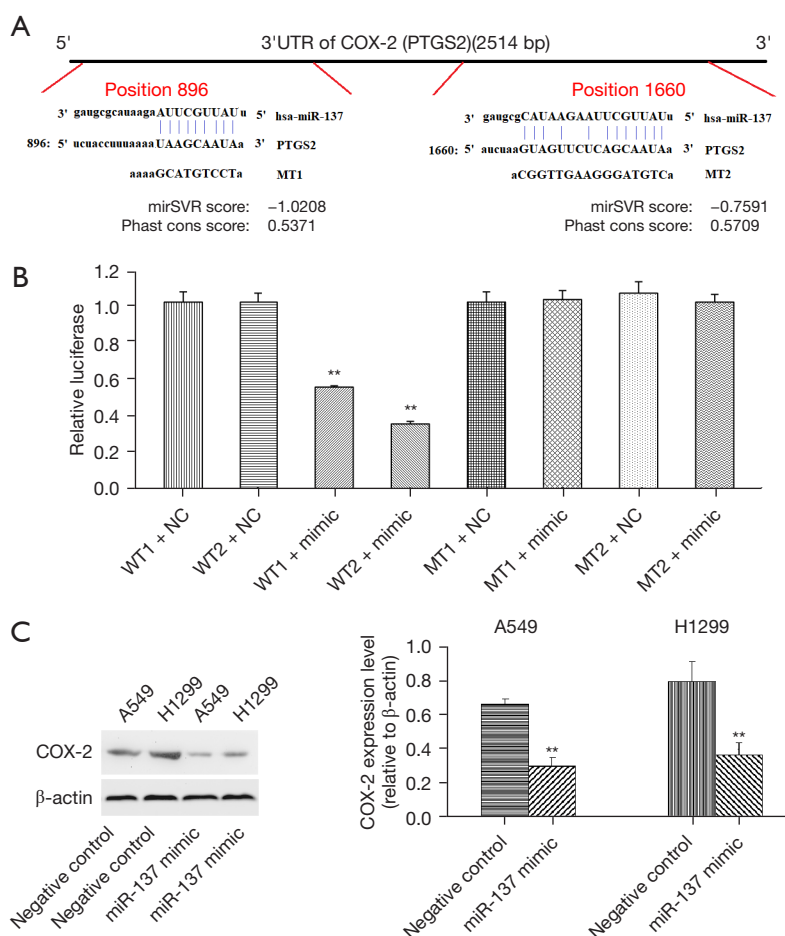 A
5' 3'UTR of COX-2 (PTGS2)(2514 bp) 3'
Position 896
3' gaugcgcauaagaAUUCGUUAUu 5' hsa-miR-137
896: 5' ucuaccuuuaaaaUAAGCAAUAa 3' PTGS2
aaaaGCATGTCCTa MT1
mirSVR score: −1.0208
Phast cons score: 0.5371
Position 1660
3' gaugcgCAUAAGAAUUCGUUAUu 5' hsa-miR-137
1660: 5' aucuaaGUAGUUCUCAGCAAUAa 3' PTGS2
aCGGTTGAAGGGATGTCa MT2
mirSVR score: −0.7591
Phast cons score: 0.5709
B
Relative luciferase
1.2
1.0
0.8
0.6
0.4
0.2
0.0
** **
WT1 + NC
WT2 + NC
WT1 + mimic
WT2 + mimic
MT1 + NC
MT1 + mimic
MT2 + NC
MT2 + mimic
C
A549 H1299 A549 H1299
COX-2
β-actin
Negative control
Negative control
miR-137 mimic
miR-137 mimic
A549 H1299
COX-2 expression level
(relative to β-actin)
1.0
0.8
0.6
0.4
0.2
0.0
** **
Negative control
miR-137 mimic
Negative control
miR-137 mimic